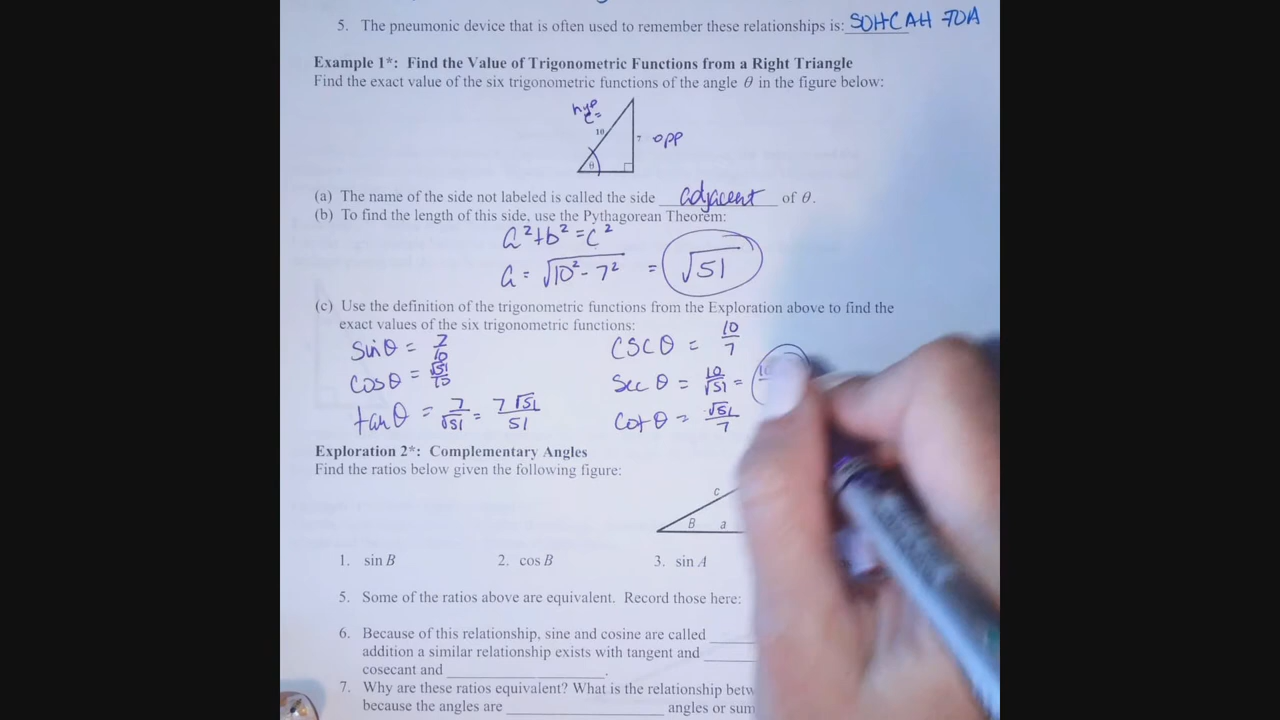 5. The pneumonic device that is often used to remember these relationships is: SOHCAH TOA
Example 1*: Find the Value of Trigonometric Functions from a Right Triangle
Find the exact value of the six trigonometric functions of the angle θ in the figure below:
hyp
c=
10
7 opp
θ
(a) The name of the side not labeled is called the side adjacent of θ.
(b) To find the length of this side, use the Pythagorean Theorem:
a²+b²=c²
a = √10²-7² = √51
(c) Use the definition of the trigonometric functions from the Exploration above to find the
exact values of the six trigonometric functions:
sinθ = 7/10 cscθ = 10/7
cosθ = √51/10 secθ = 10/√51 =
tanθ = 7/√51 = 7√51/51 cotθ = √51/7
Exploration 2*: Complementary Angles
Find the ratios below given the following figure:
c
B a
1. sin B 2. cos B 3. sin A
5. Some of the ratios above are equivalent. Record those here:
6. Because of this relationship, sine and cosine are called
addition a similar relationship exists with tangent and
cosecant and .
7. Why are these ratios equivalent? What is the relationship
because the angles are angles or